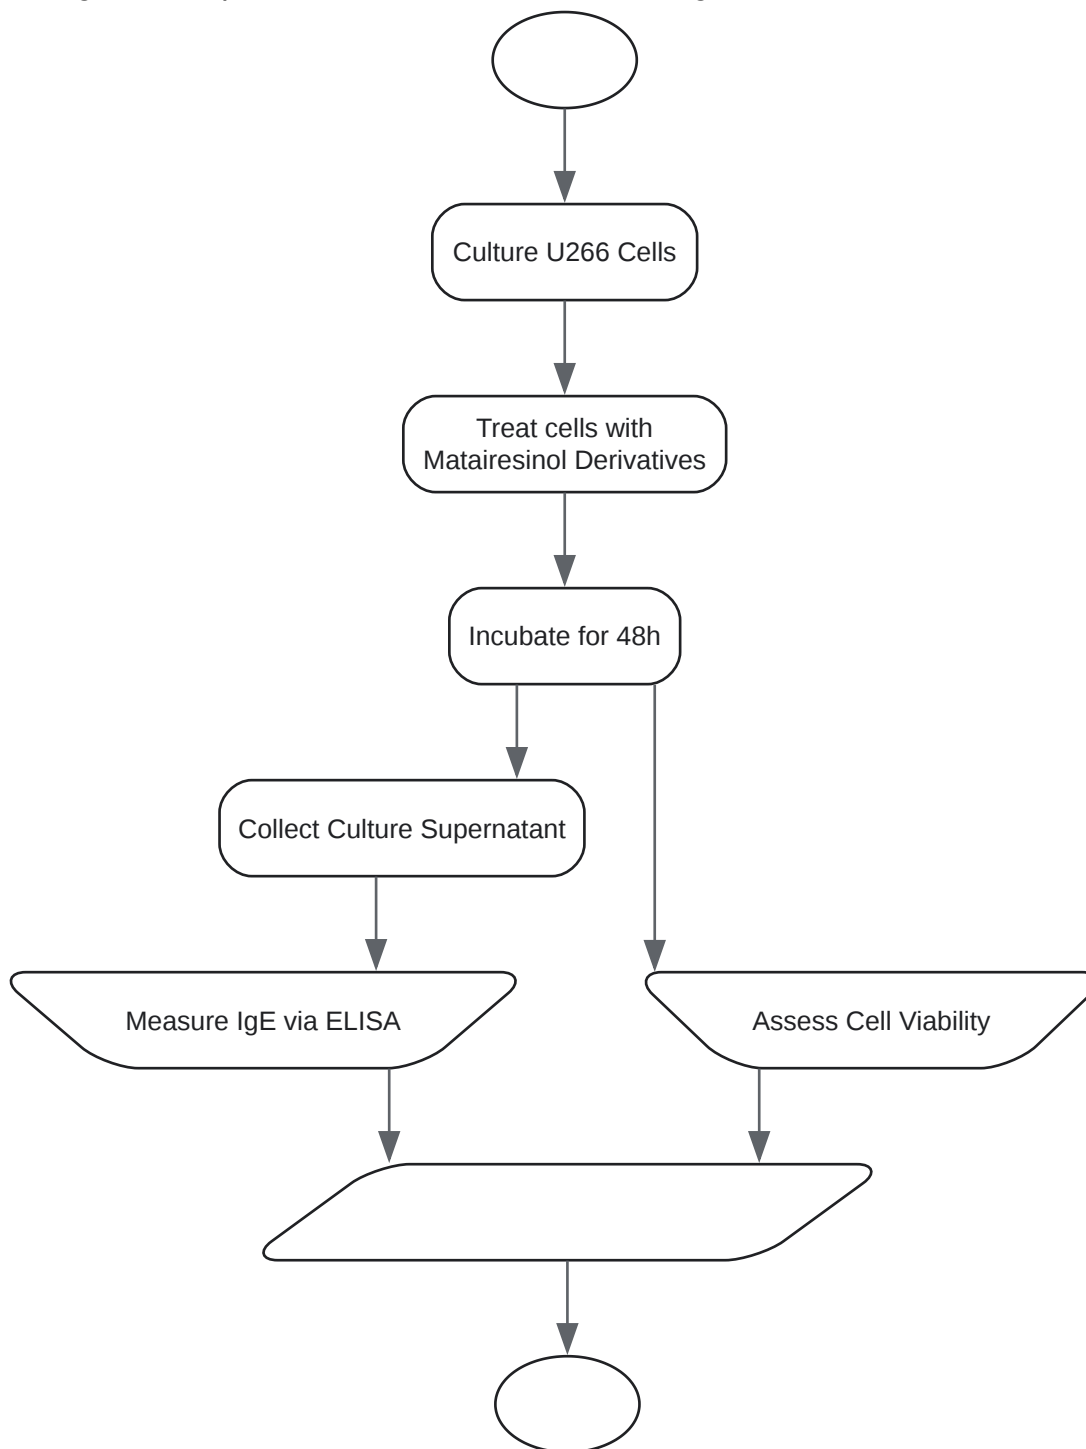 Culture U266 Cells
Treat cells with
Matairesinol Derivatives
Incubate for 48h
Collect Culture Supernatant
Measure IgE via ELISA
Assess Cell Viability